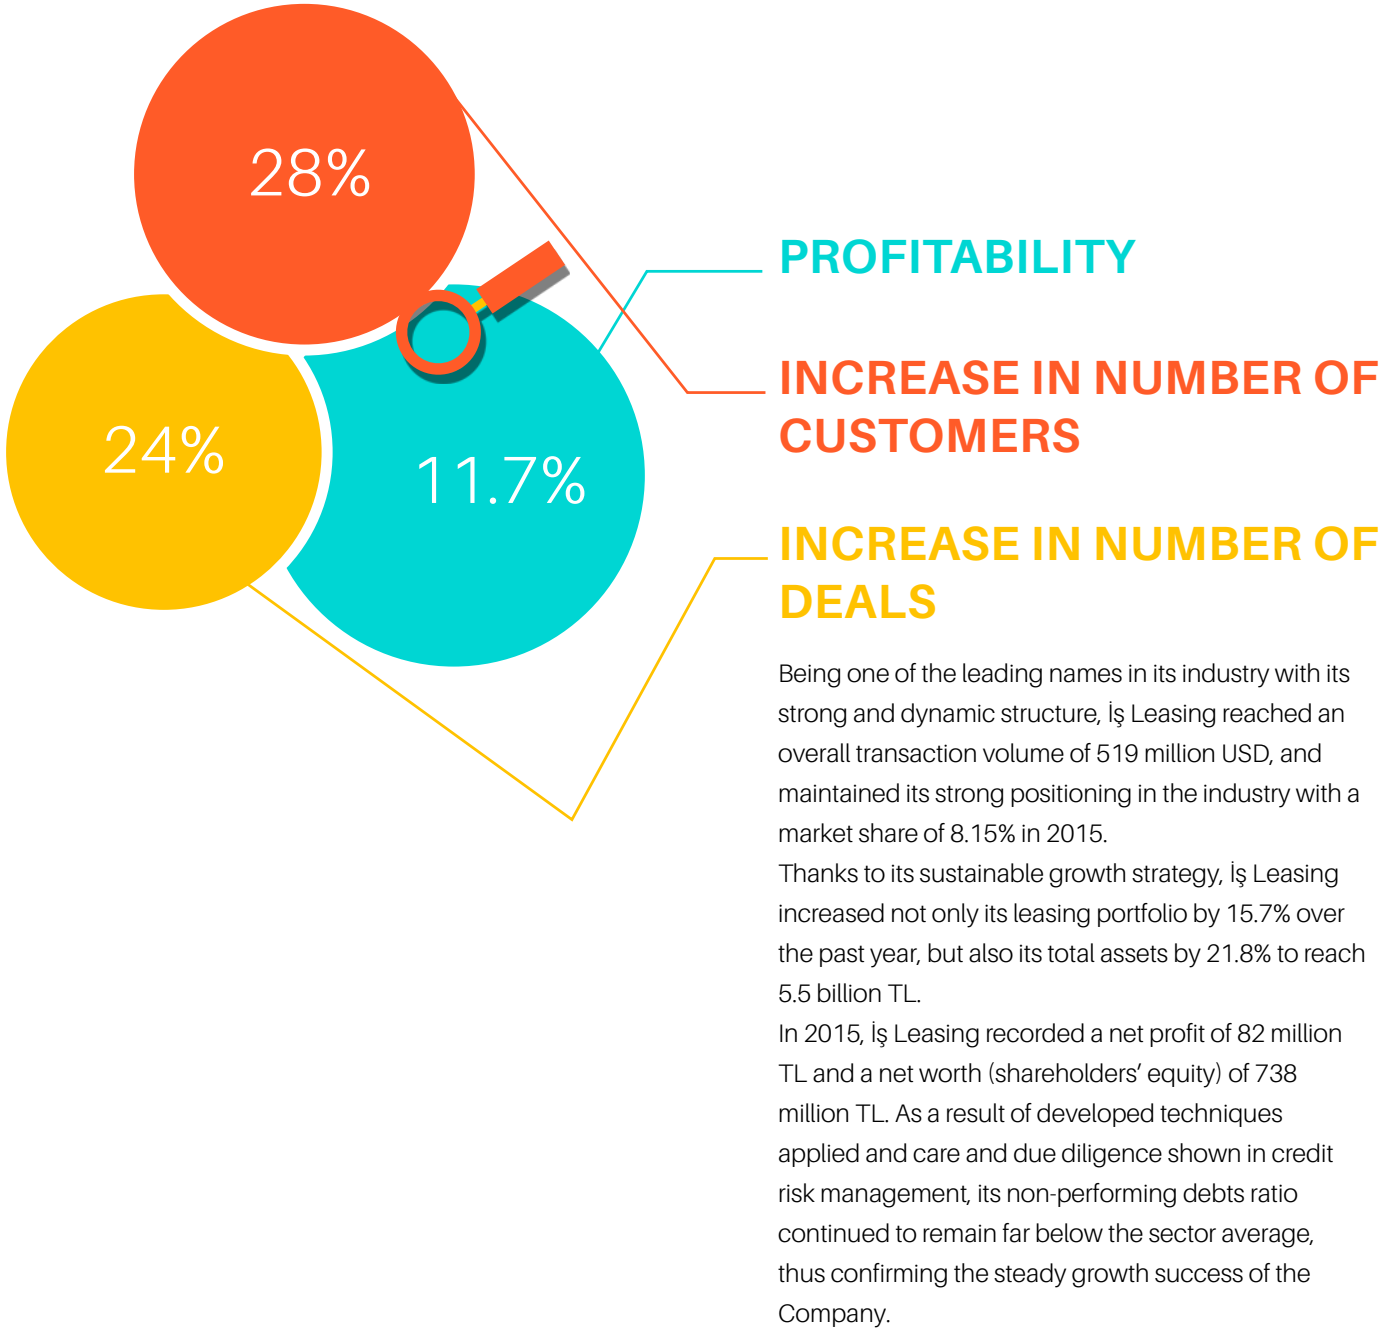 28%
24%
11.7%
PROFITABILITY
INCREASE IN NUMBER OF
CUSTOMERS
INCREASE IN NUMBER OF
DEALS
Being one of the leading names in its industry with its
strong and dynamic structure, İş Leasing reached an
overall transaction volume of 519 million USD, and
maintained its strong positioning in the industry with a
market share of 8.15% in 2015.
Thanks to its sustainable growth strategy, İş Leasing
increased not only its leasing portfolio by 15.7% over
the past year, but also its total assets by 21.8% to reach
5.5 billion TL.
In 2015, İş Leasing recorded a net profit of 82 million
TL and a net worth (shareholders’ equity) of 738
million TL. As a result of developed techniques
applied and care and due diligence shown in credit
risk management, its non-performing debts ratio
continued to remain far below the sector average,
thus confirming the steady growth success of the
Company.